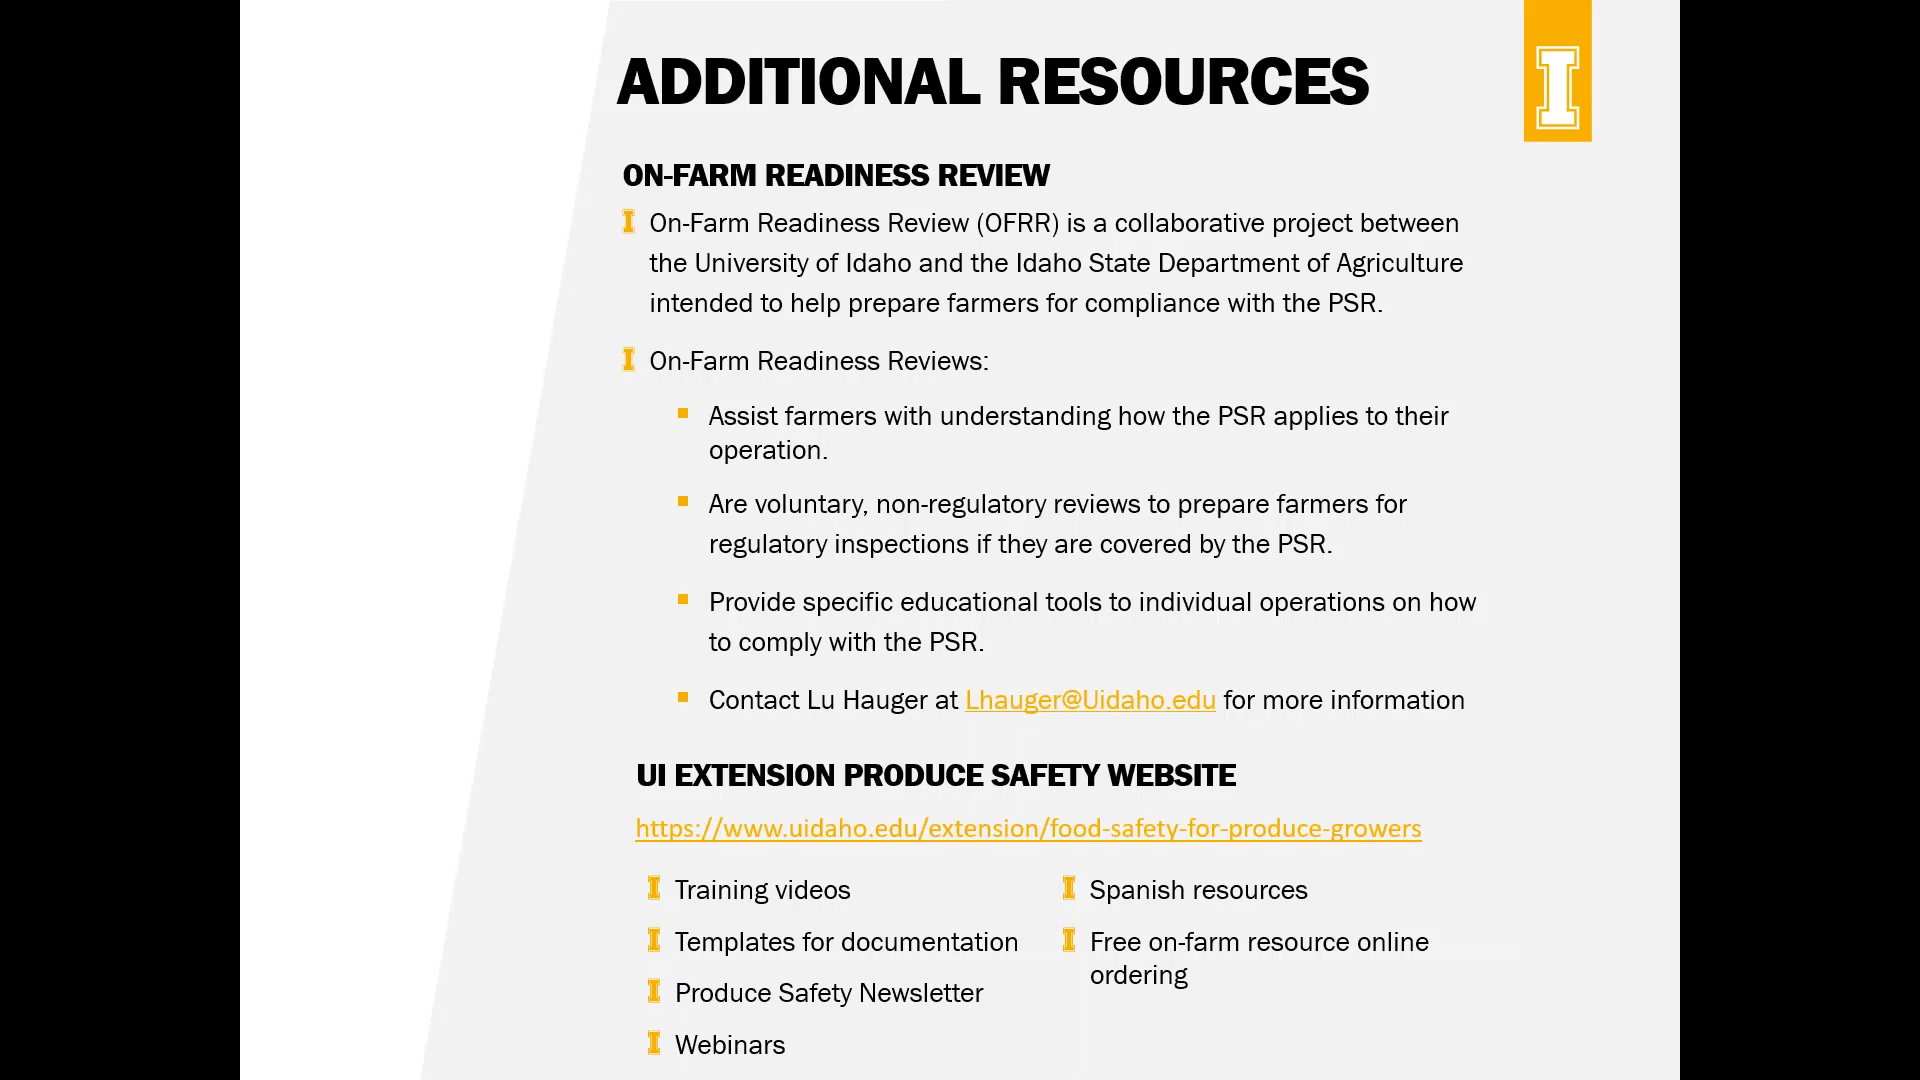 ADDITIONAL RESOURCES
I
ON-FARM READINESS REVIEW
On-Farm Readiness Review (OFRR) is a collaborative project between
the University of Idaho and the Idaho State Department of Agriculture
intended to help prepare farmers for compliance with the PSR.
On-Farm Readiness Reviews:
Assist farmers with understanding how the PSR applies to their
operation.
Are voluntary, non-regulatory reviews to prepare farmers for
regulatory inspections if they are covered by the PSR.
Provide specific educational tools to individual operations on how
to comply with the PSR.
Contact Lu Hauger at Lhauger@Uidaho.edu for more information
UI EXTENSION PRODUCE SAFETY WEBSITE
https://www.uidaho.edu/extension/food-safety-for-produce-growers
Training videos
Templates for documentation
Produce Safety Newsletter
Webinars
Spanish resources
Free on-farm resource online
ordering